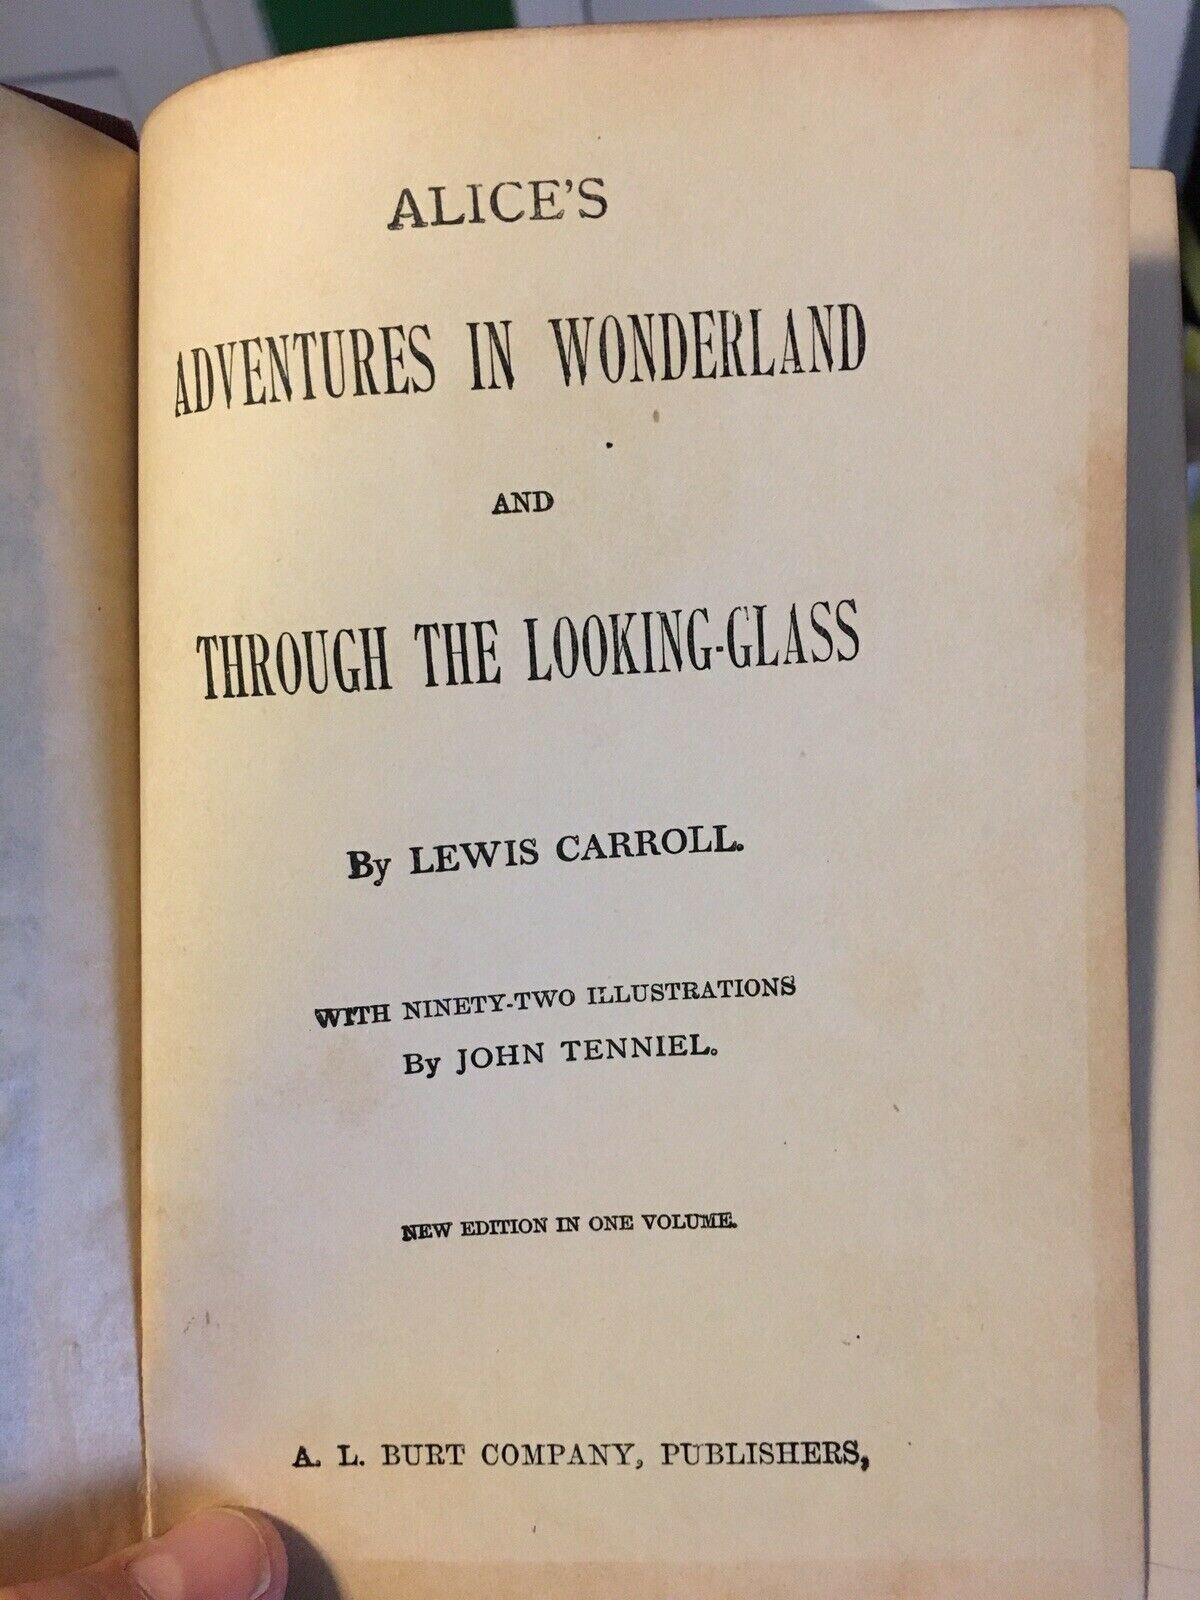 ALICE'S
ADVENTURES IN WONDERLAND
AND
THROUGH THE LOOKING-GLASS
By LEWIS CARROLL.
WITH NINETY-TWO ILLUSTRATIONS
By JOHN TENNIEL.
NEW EDITION IN ONE VOLUME.
A. L. BURT COMPANY, PUBLISHERS,